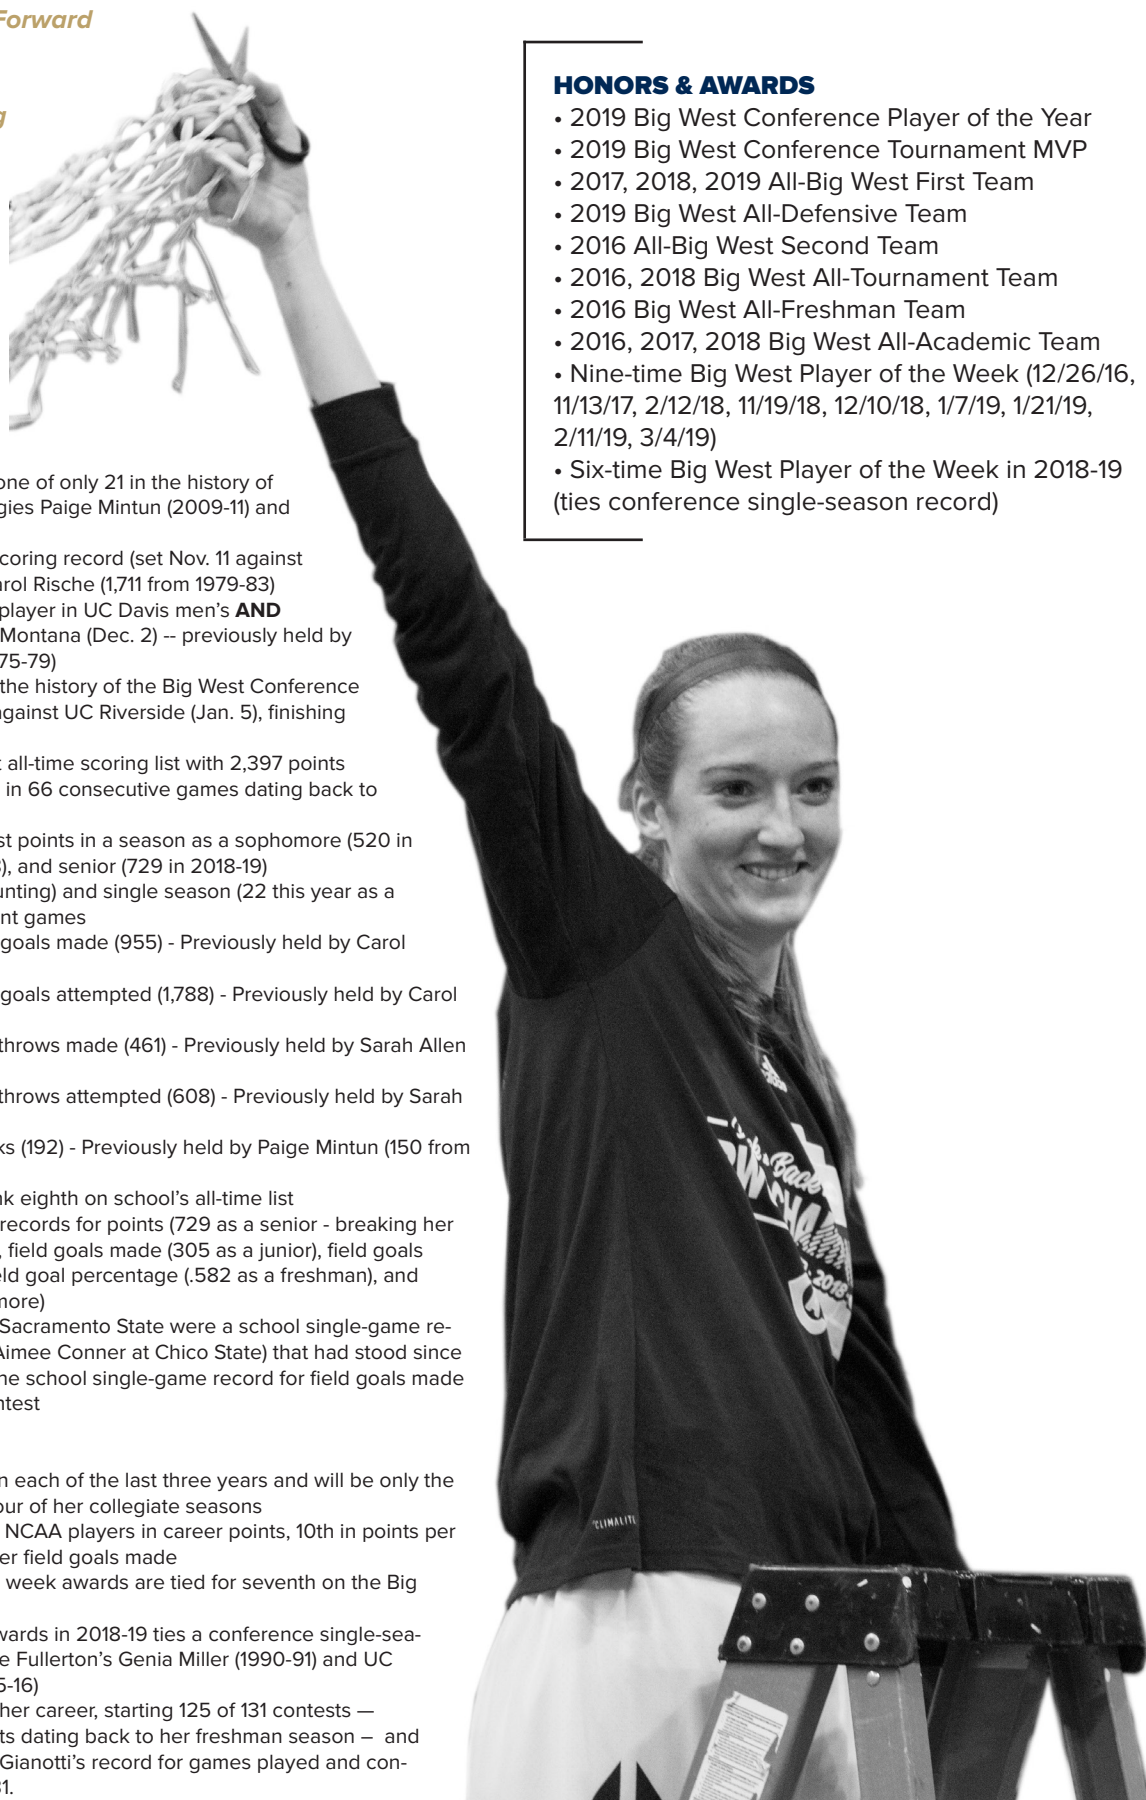 Forward
g
HONORS & AWARDS
• 2019 Big West Conference Player of the Year
• 2019 Big West Conference Tournament MVP
• 2017, 2018, 2019 All-Big West First Team
• 2019 Big West All-Defensive Team
• 2016 All-Big West Second Team
• 2016, 2018 Big West All-Tournament Team
• 2016 Big West All-Freshman Team
• 2016, 2017, 2018 Big West All-Academic Team
• Nine-time Big West Player of the Week (12/26/16,
11/13/17, 2/12/18, 11/19/18, 12/10/18, 1/7/19, 1/21/19,
2/11/19, 3/4/19)
• Six-time Big West Player of the Week in 2018-19
(ties conference single-season record)
one of only 21 in the history of
gies Paige Mintun (2009-11) and
coring record (set Nov. 11 against
arol Rische (1,711 from 1979-83)
player in UC Davis men's AND
Montana (Dec. 2) -- previously held by
75-79)
the history of the Big West Conference
against UC Riverside (Jan. 5), finishing
t all-time scoring list with 2,397 points
in 66 consecutive games dating back to
st points in a season as a sophomore (520 in
), and senior (729 in 2018-19)
unting) and single season (22 this year as a
nt games
goals made (955) - Previously held by Carol
goals attempted (1,788) - Previously held by Carol
throws made (461) - Previously held by Sarah Allen
throws attempted (608) - Previously held by Sarah
ks (192) - Previously held by Paige Mintun (150 from
nk eighth on school's all-time list
records for points (729 as a senior - breaking her
, field goals made (305 as a junior), field goals
eld goal percentage (.582 as a freshman), and
more)
Sacramento State were a school single-game re-
Aimee Conner at Chico State) that had stood since
he school single-game record for field goals made
ntest
n each of the last three years and will be only the
our of her collegiate seasons
NCAA players in career points, 10th in points per
er field goals made
week awards are tied for seventh on the Big
wards in 2018-19 ties a conference single-sea-
e Fullerton's Genia Miller (1990-91) and UC
5-16)
her career, starting 125 of 131 contests —
ts dating back to her freshman season – and
Gianotti's record for games played and con-
31.
Back
CHAM
2018-
CLIMALITE